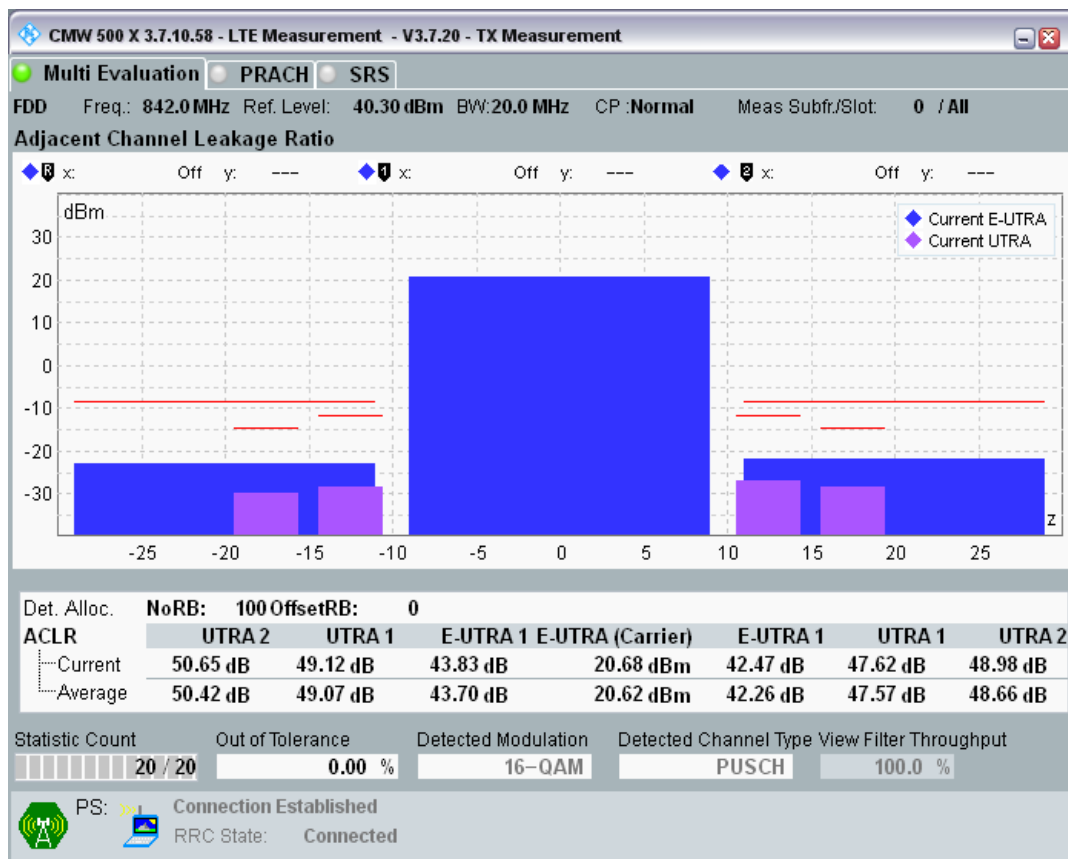 CMW 500 X 3.7.10.58 - LTE Measurement - V3.7.20 - TX Measurement
Multi Evaluation PRACH SRS
FDD Freq.: 842.0 MHz Ref. Level: 40.30 dBm BW:20.0 MHz CP :Normal Meas Subfr./Slot: 0 / All
Adjacent Channel Leakage Ratio
R x: Off y: --- 1 x: Off y: --- 2 x: Off y: ---
dBm
Current E-UTRA
Current UTRA
30
20
10
0
-10
-20
-30
z
-25 -20 -15 -10 -5 0 5 10 15 20 25
Det. Alloc. NoRB: 100 OffsetRB: 0
ACLR UTRA 2 UTRA 1 E-UTRA 1 E-UTRA (Carrier) E-UTRA 1 UTRA 1 UTRA 2
Current 50.65 dB 49.12 dB 43.83 dB 20.68 dBm 42.47 dB 47.62 dB 48.98 dB
Average 50.42 dB 49.07 dB 43.70 dB 20.62 dBm 42.26 dB 47.57 dB 48.66 dB
Statistic Count Out of Tolerance Detected Modulation Detected Channel Type View Filter Throughput
20 / 20 0.00 % 16-QAM PUSCH 100.0 %
PS: Connection Established
RRC State: Connected